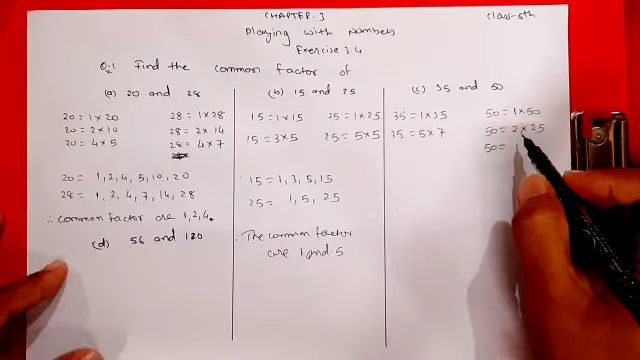 CHAPTER. 3
Class-6th
Playing with Numbers
Exercise 3.4
Q.1 Find the common factor of
(a) 20 and 28
20 = 1×20
20 = 2×10
20 = 4×5
28 = 1×28
28 = 2×14
28 = 4×7
20 = 1, 2, 4, 5, 10, 20
28 = 1, 2, 4, 7, 14, 28
∴ Common factor are 1, 2, 4.
(d) 56 and 120
(b) 15 and 25
15 = 1×15
15 = 3×5
25 = 1×25
25 = 5×5
15 = 1, 3, 5, 15
25 = 1, 5, 25
∴ The common factor
are 1 and 5
(c) 35 and 50
35 = 1×35
35 = 5×7
50 = 1×50
50 = 2×25
50 =